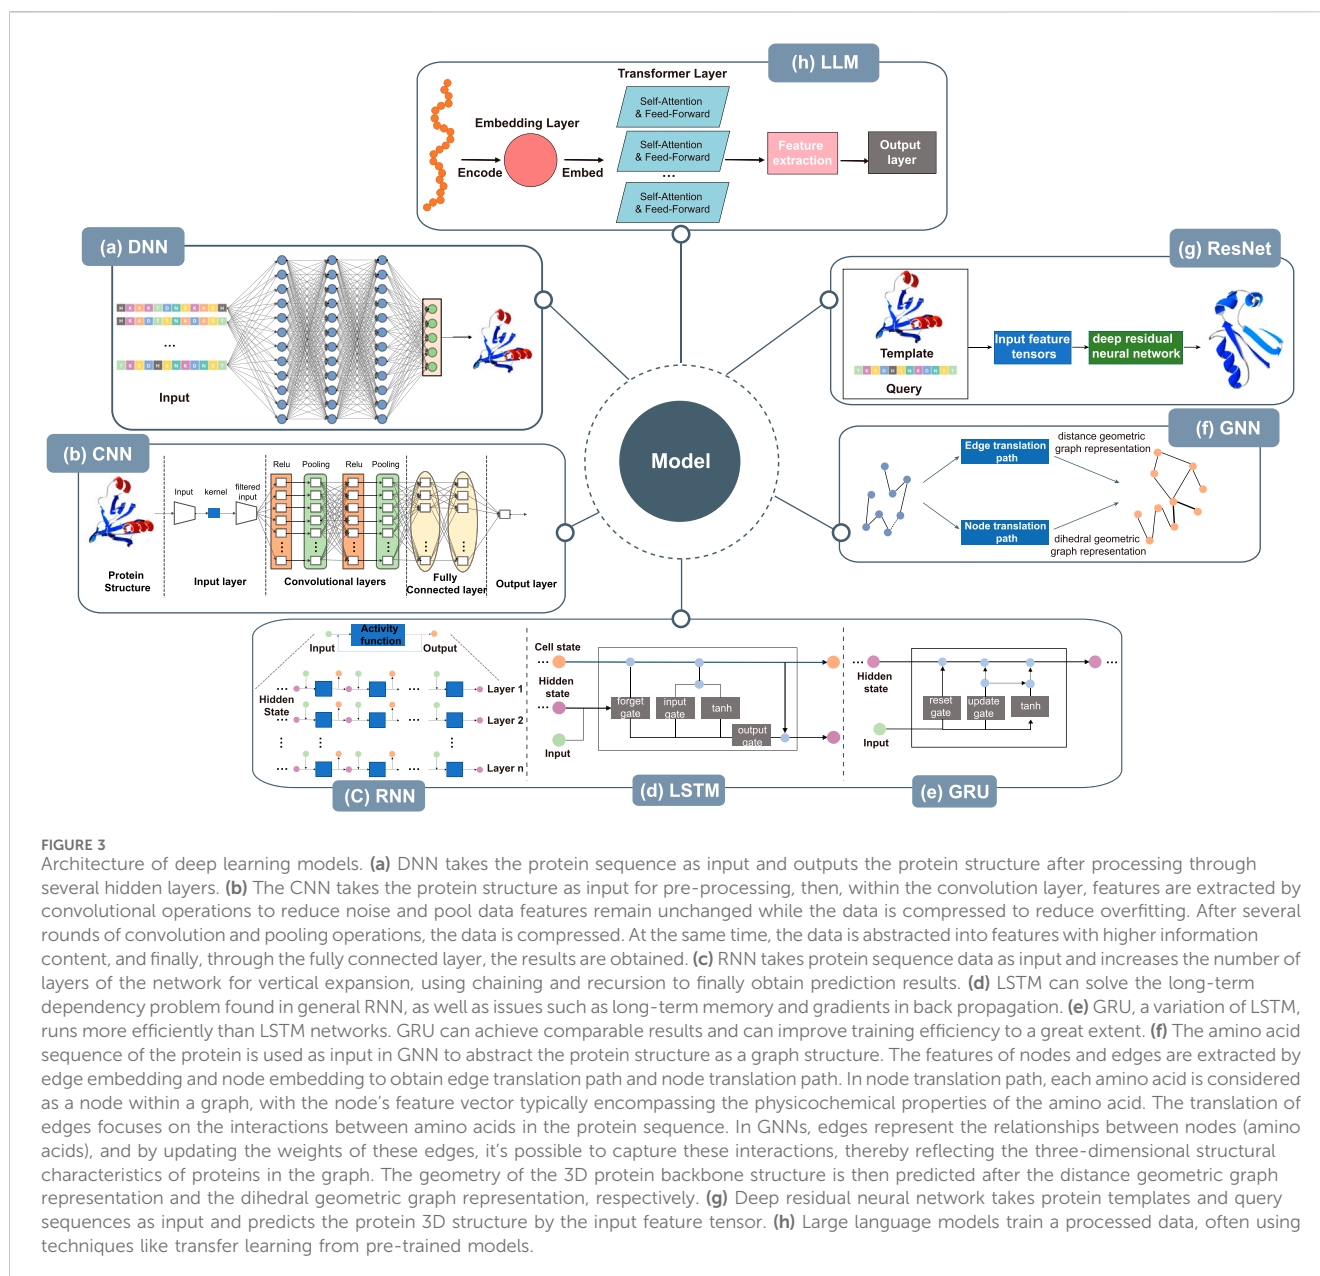 (h) LLM
Transformer Layer
Self-Attention
& Feed-Forward
Embedding Layer
Self-Attention
& Feed-Forward
Feature
extraction
Output
layer
Encode
Embed
...
Self-Attention
& Feed-Forward
(a) DNN
...
Input
(g) ResNet
Template
Query
Input feature
tensors
deep residual
neural network
(b) CNN
Input
kernel
filtered
input
Relu
Pooling
Relu
Pooling
Protein
Structure
Input layer
Convolutional layers
Fully
Connected layer
Output layer
Model
(f) GNN
Edge translation
path
distance geometric
graph representation
Node translation
path
dihedral geometric
graph representation
Activity
function
Input
Output
Hidden
State
Layer 1
Layer 2
Layer n
(C) RNN
Cell state
Hidden
state
Input
forget
gate
input
gate
tanh
output
gate
(d) LSTM
Hidden
state
Input
reset
gate
update
gate
tanh
(e) GRU
FIGURE 3
Architecture of deep learning models. (a) DNN takes the protein sequence as input and outputs the protein structure after processing through
several hidden layers. (b) The CNN takes the protein structure as input for pre-processing, then, within the convolution layer, features are extracted by
convolutional operations to reduce noise and pool data features remain unchanged while the data is compressed to reduce overfitting. After several
rounds of convolution and pooling operations, the data is compressed. At the same time, the data is abstracted into features with higher information
content, and finally, through the fully connected layer, the results are obtained. (c) RNN takes protein sequence data as input and increases the number of
layers of the network for vertical expansion, using chaining and recursion to finally obtain prediction results. (d) LSTM can solve the long-term
dependency problem found in general RNN, as well as issues such as long-term memory and gradients in back propagation. (e) GRU, a variation of LSTM,
runs more efficiently than LSTM networks. GRU can achieve comparable results and can improve training efficiency to a great extent. (f) The amino acid
sequence of the protein is used as input in GNN to abstract the protein structure as a graph structure. The features of nodes and edges are extracted by
edge embedding and node embedding to obtain edge translation path and node translation path. In node translation path, each amino acid is considered
as a node within a graph, with the node's feature vector typically encompassing the physicochemical properties of the amino acid. The translation of
edges focuses on the interactions between amino acids in the protein sequence. In GNNs, edges represent the relationships between nodes (amino
acids), and by updating the weights of these edges, it's possible to capture these interactions, thereby reflecting the three-dimensional structural
characteristics of proteins in the graph. The geometry of the 3D protein backbone structure is then predicted after the distance geometric graph
representation and the dihedral geometric graph representation, respectively. (g) Deep residual neural network takes protein templates and query
sequences as input and predicts the protein 3D structure by the input feature tensor. (h) Large language models train a processed data, often using
techniques like transfer learning from pre-trained models.